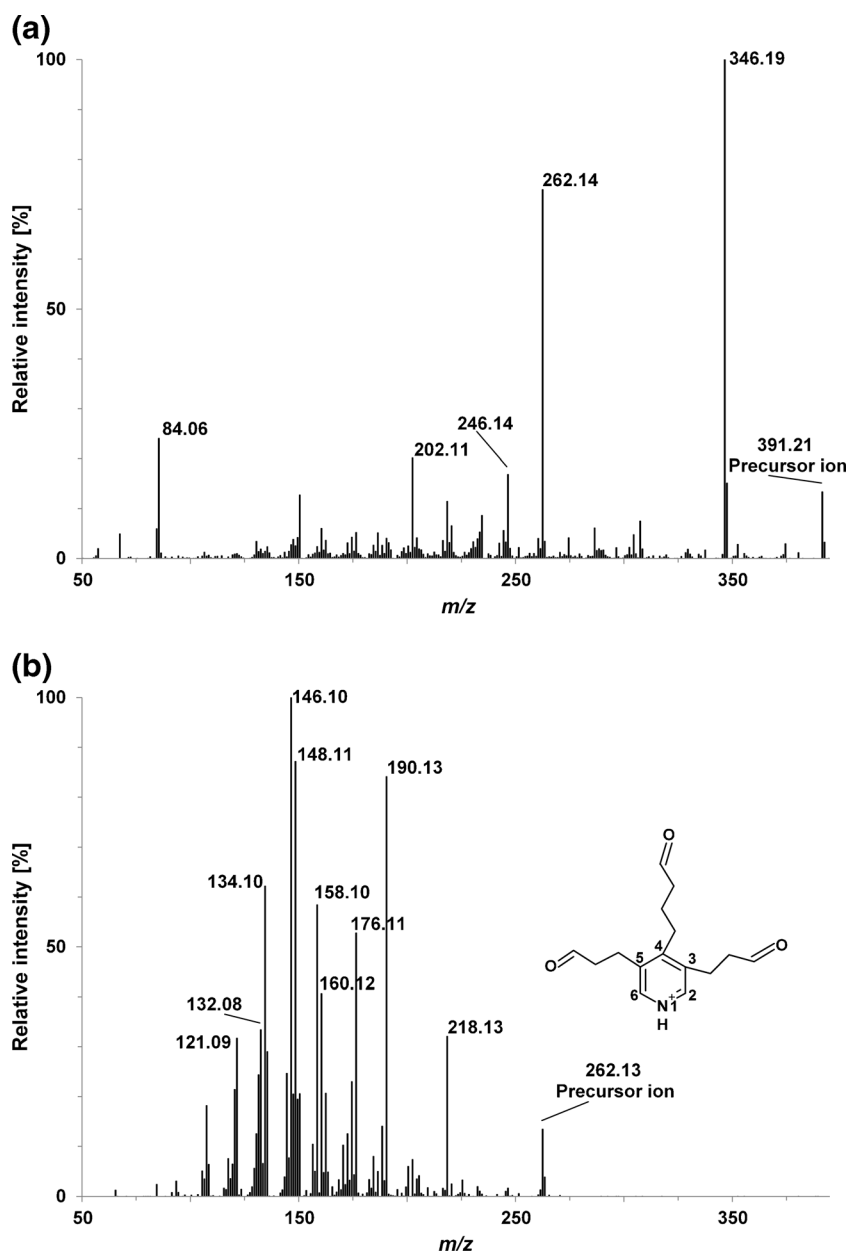 (a)
100
346.19
262.14
Relative intensity [%]
50
84.06
246.14
202.11
391.21
Precursor ion
0
50
150
250
350
m/z
(b)
100
146.10
148.11
190.13
Relative intensity [%]
134.10
158.10
176.11
50
160.12
132.08
121.09
218.13
262.13
Precursor ion
O
O
O
4
5
3
6
2
N
+
1
H
0
50
150
250
350
m/z